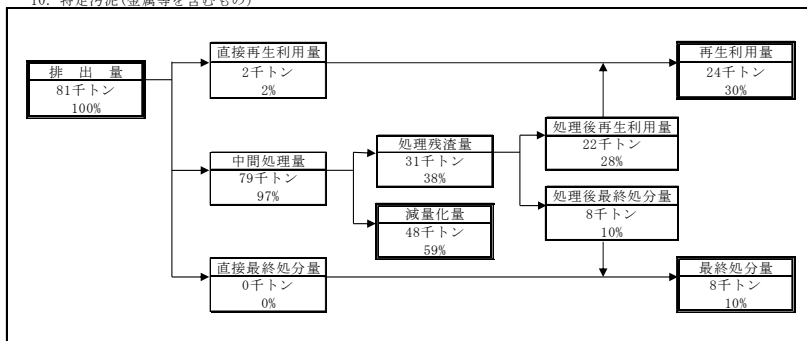 10. 特定汚泥(金属等を含むもの)
直接再生利用量
2千トン
2%
再生利用量
24千トン
30%
排 出 量
81千トン
100%
中間処理量
79千トン
97%
処理残渣量
31千トン
38%
処理後再生利用量
22千トン
28%
減量化量
48千トン
59%
処理後最終処分量
8千トン
10%
直接最終処分量
0千トン
0%
最終処分量
8千トン
10%